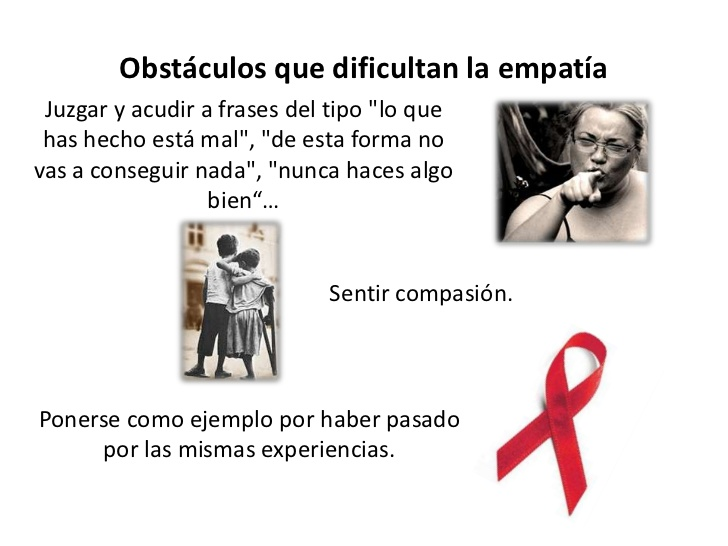 Obstáculos que dificultan la empatía
Juzgar y acudir a frases del tipo "lo que
has hecho está mal", "de esta forma no
vas a conseguir nada", "nunca haces algo
bien“…
Sentir compasión.
Ponerse como ejemplo por haber pasado
por las mismas experiencias.